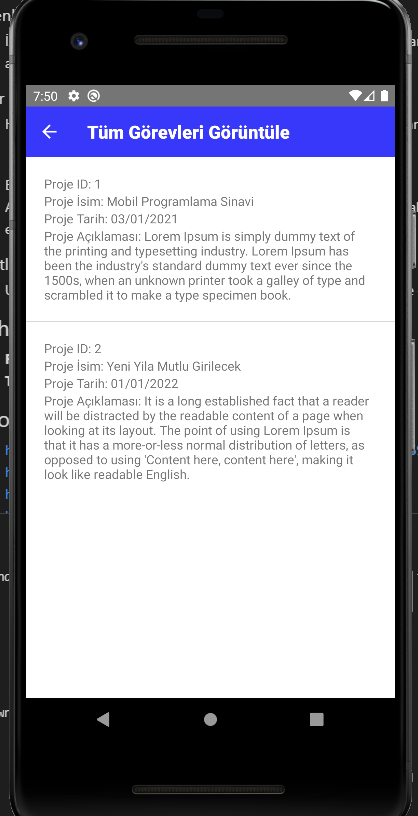 7:50
Tüm Görevleri Görüntüle
Proje ID: 1
Proje İsim: Mobil Programlama Sinavi
Proje Tarih: 03/01/2021
Proje Açıklaması: Lorem Ipsum is simply dummy text of
the printing and typesetting industry. Lorem Ipsum has
been the industry's standard dummy text ever since the
1500s, when an unknown printer took a galley of type and
scrambled it to make a type specimen book.
Proje ID: 2
Proje İsim: Yeni Yila Mutlu Girilecek
Proje Tarih: 01/01/2022
Proje Açıklaması: It is a long established fact that a reader
will be distracted by the readable content of a page when
looking at its layout. The point of using Lorem Ipsum is
that it has a more-or-less normal distribution of letters, as
opposed to using 'Content here, content here', making it
look like readable English.